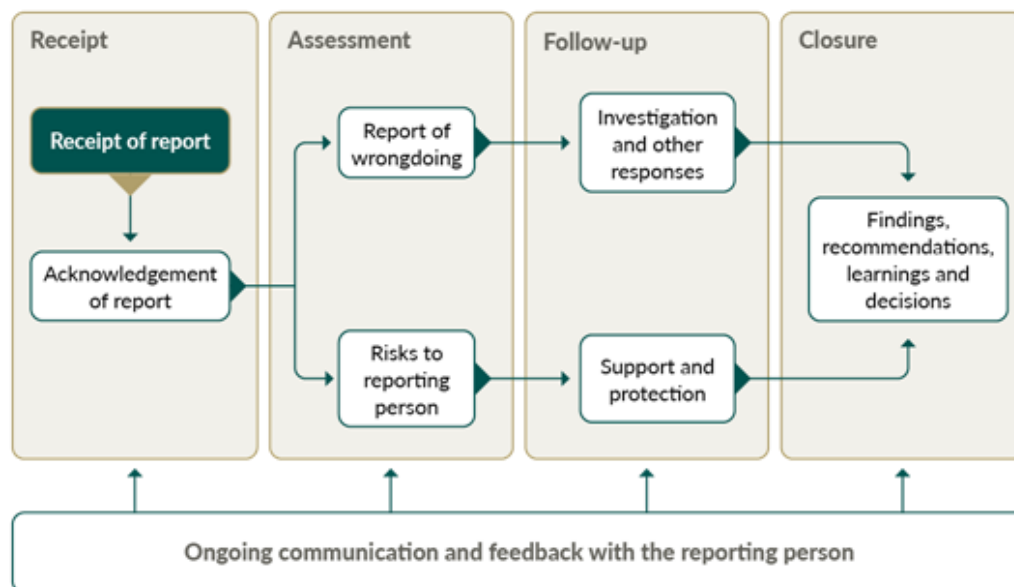 Receipt
Receipt of report
Acknowledgement
of report
Assessment
Report of
wrongdoing
Risks to
reporting
person
Follow-up
Investigation
and other
responses
Support and
protection
Closure
Findings,
recommendations,
learnings and
decisions
Ongoing communication and feedback with the reporting person